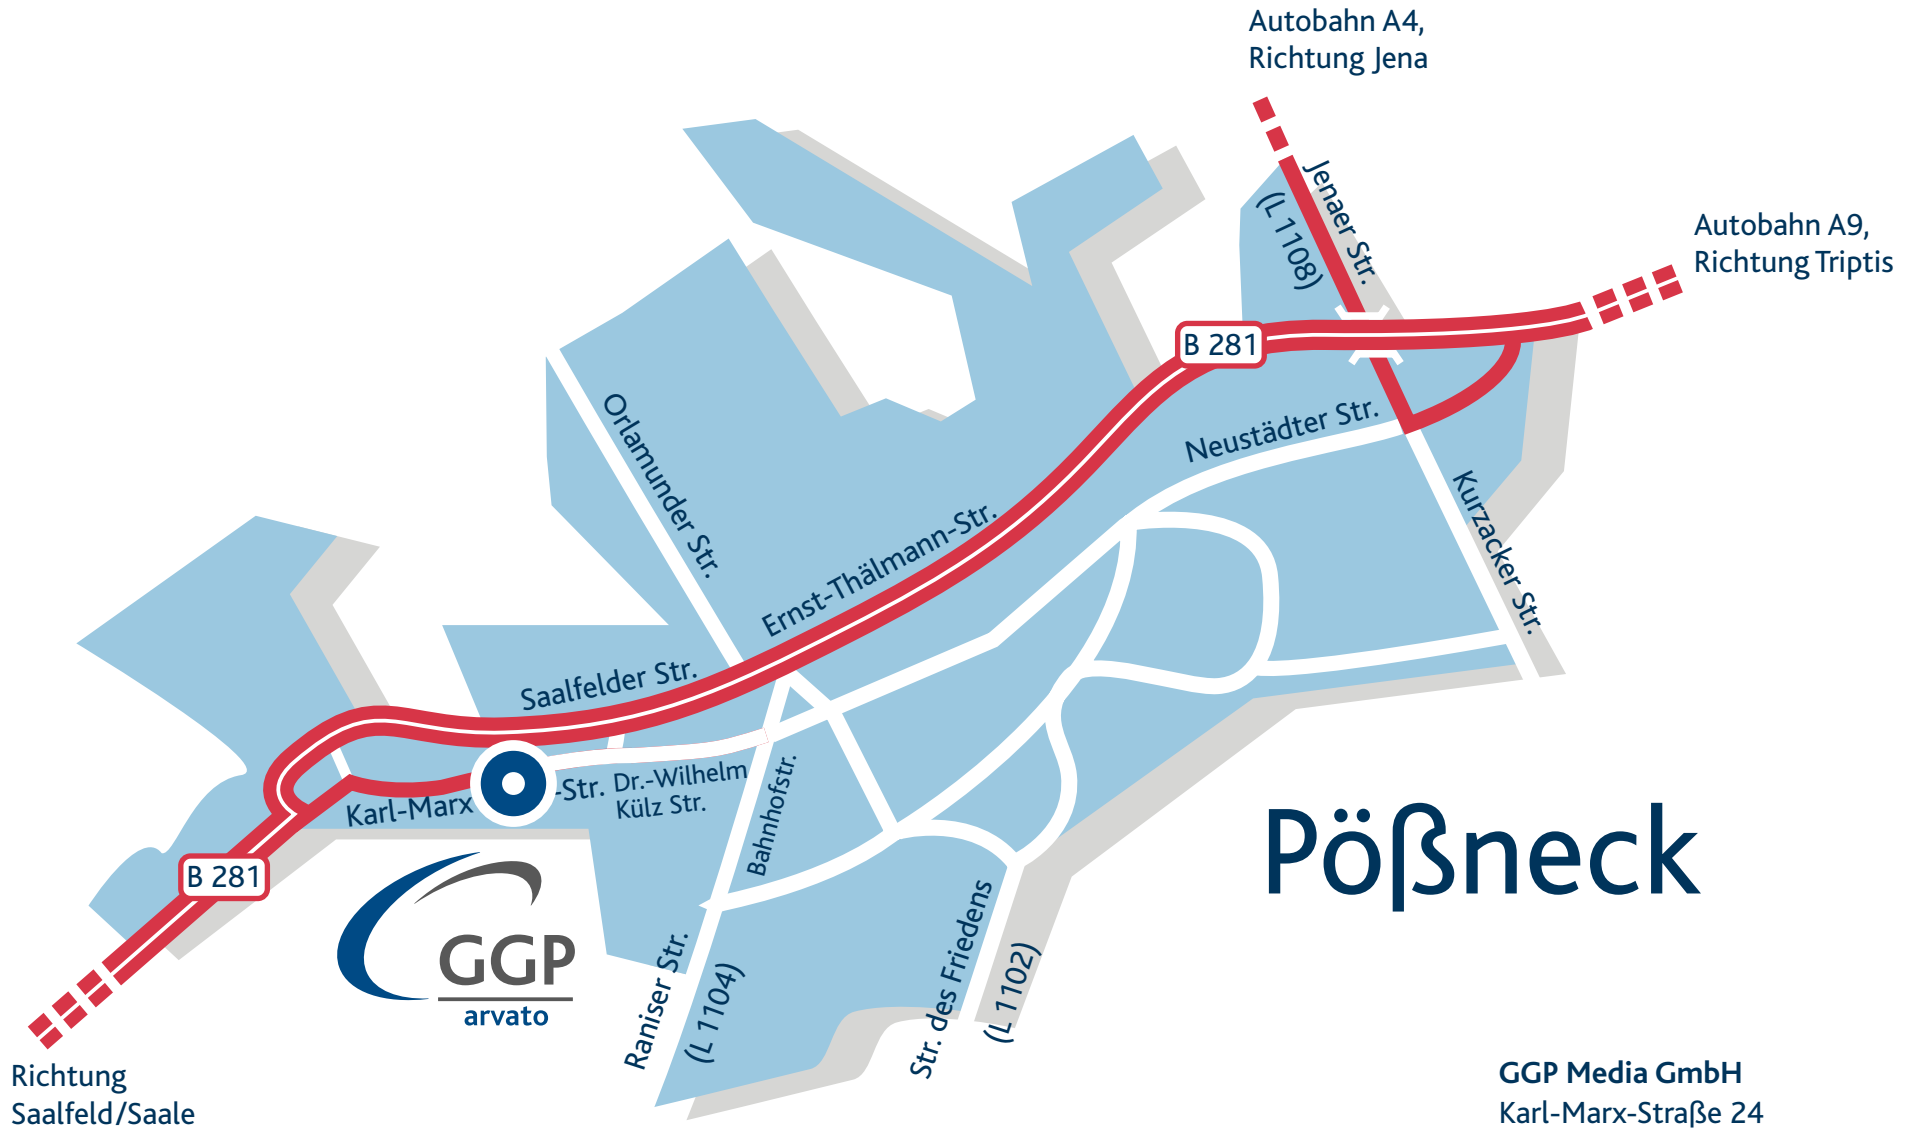 Autobahn A4,
Richtung Jena
Autobahn A9,
Richtung Triptis
Jenaer Str.
(L 1108)
B 281
Neustädter Str.
Orlamunder Str.
Kurzacker Str.
Ernst-Thälmann-Str.
Saalfelder Str.
Karl-Marx -Str.
Dr.-Wilhelm
Külz Str.
Bahnhofstr.
B 281
Pößneck
GGP
arvato
Raniser Str.
(L 1104)
Str. des Friedens
(L 1102)
Richtung
Saalfeld/Saale
GGP Media GmbH
Karl-Marx-Straße 24